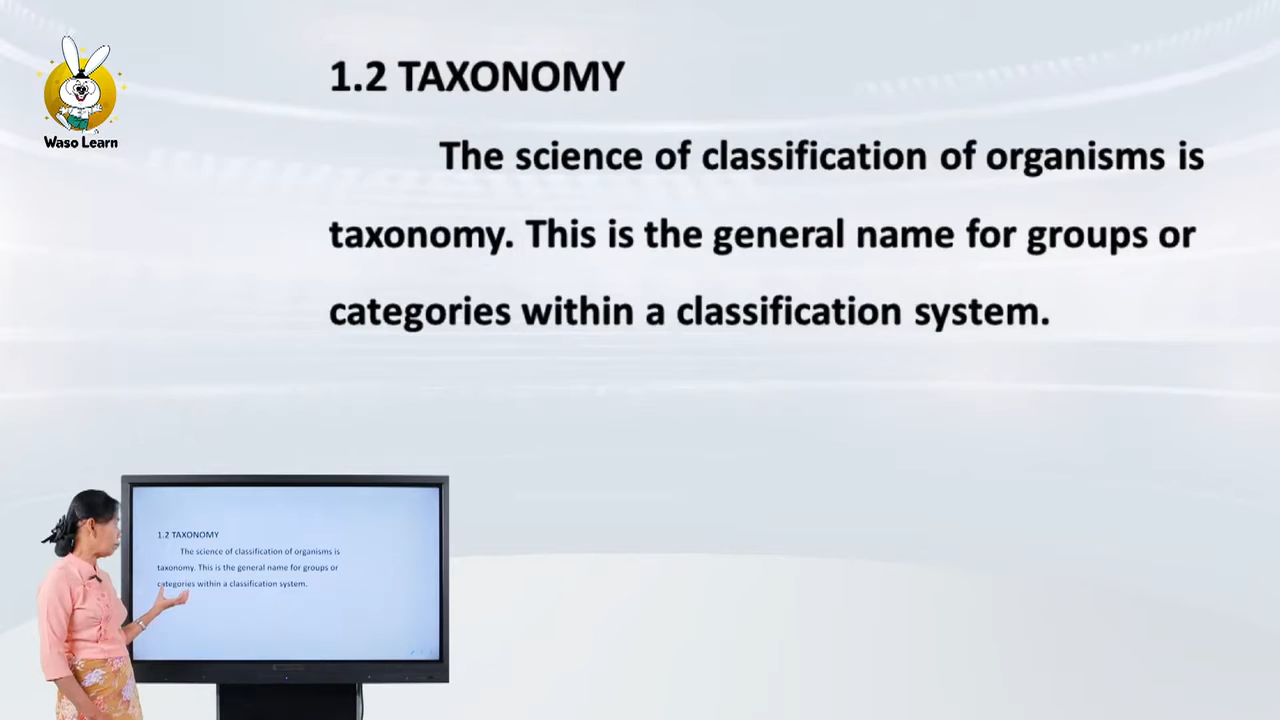 Waso Learn
1.2 TAXONOMY
The science of classification of organisms is
taxonomy. This is the general name for groups or
categories within a classification system.
1.2 TAXONOMY
The science of classification of organisms is
taxonomy. This is the general name for groups or
categories within a classification system.